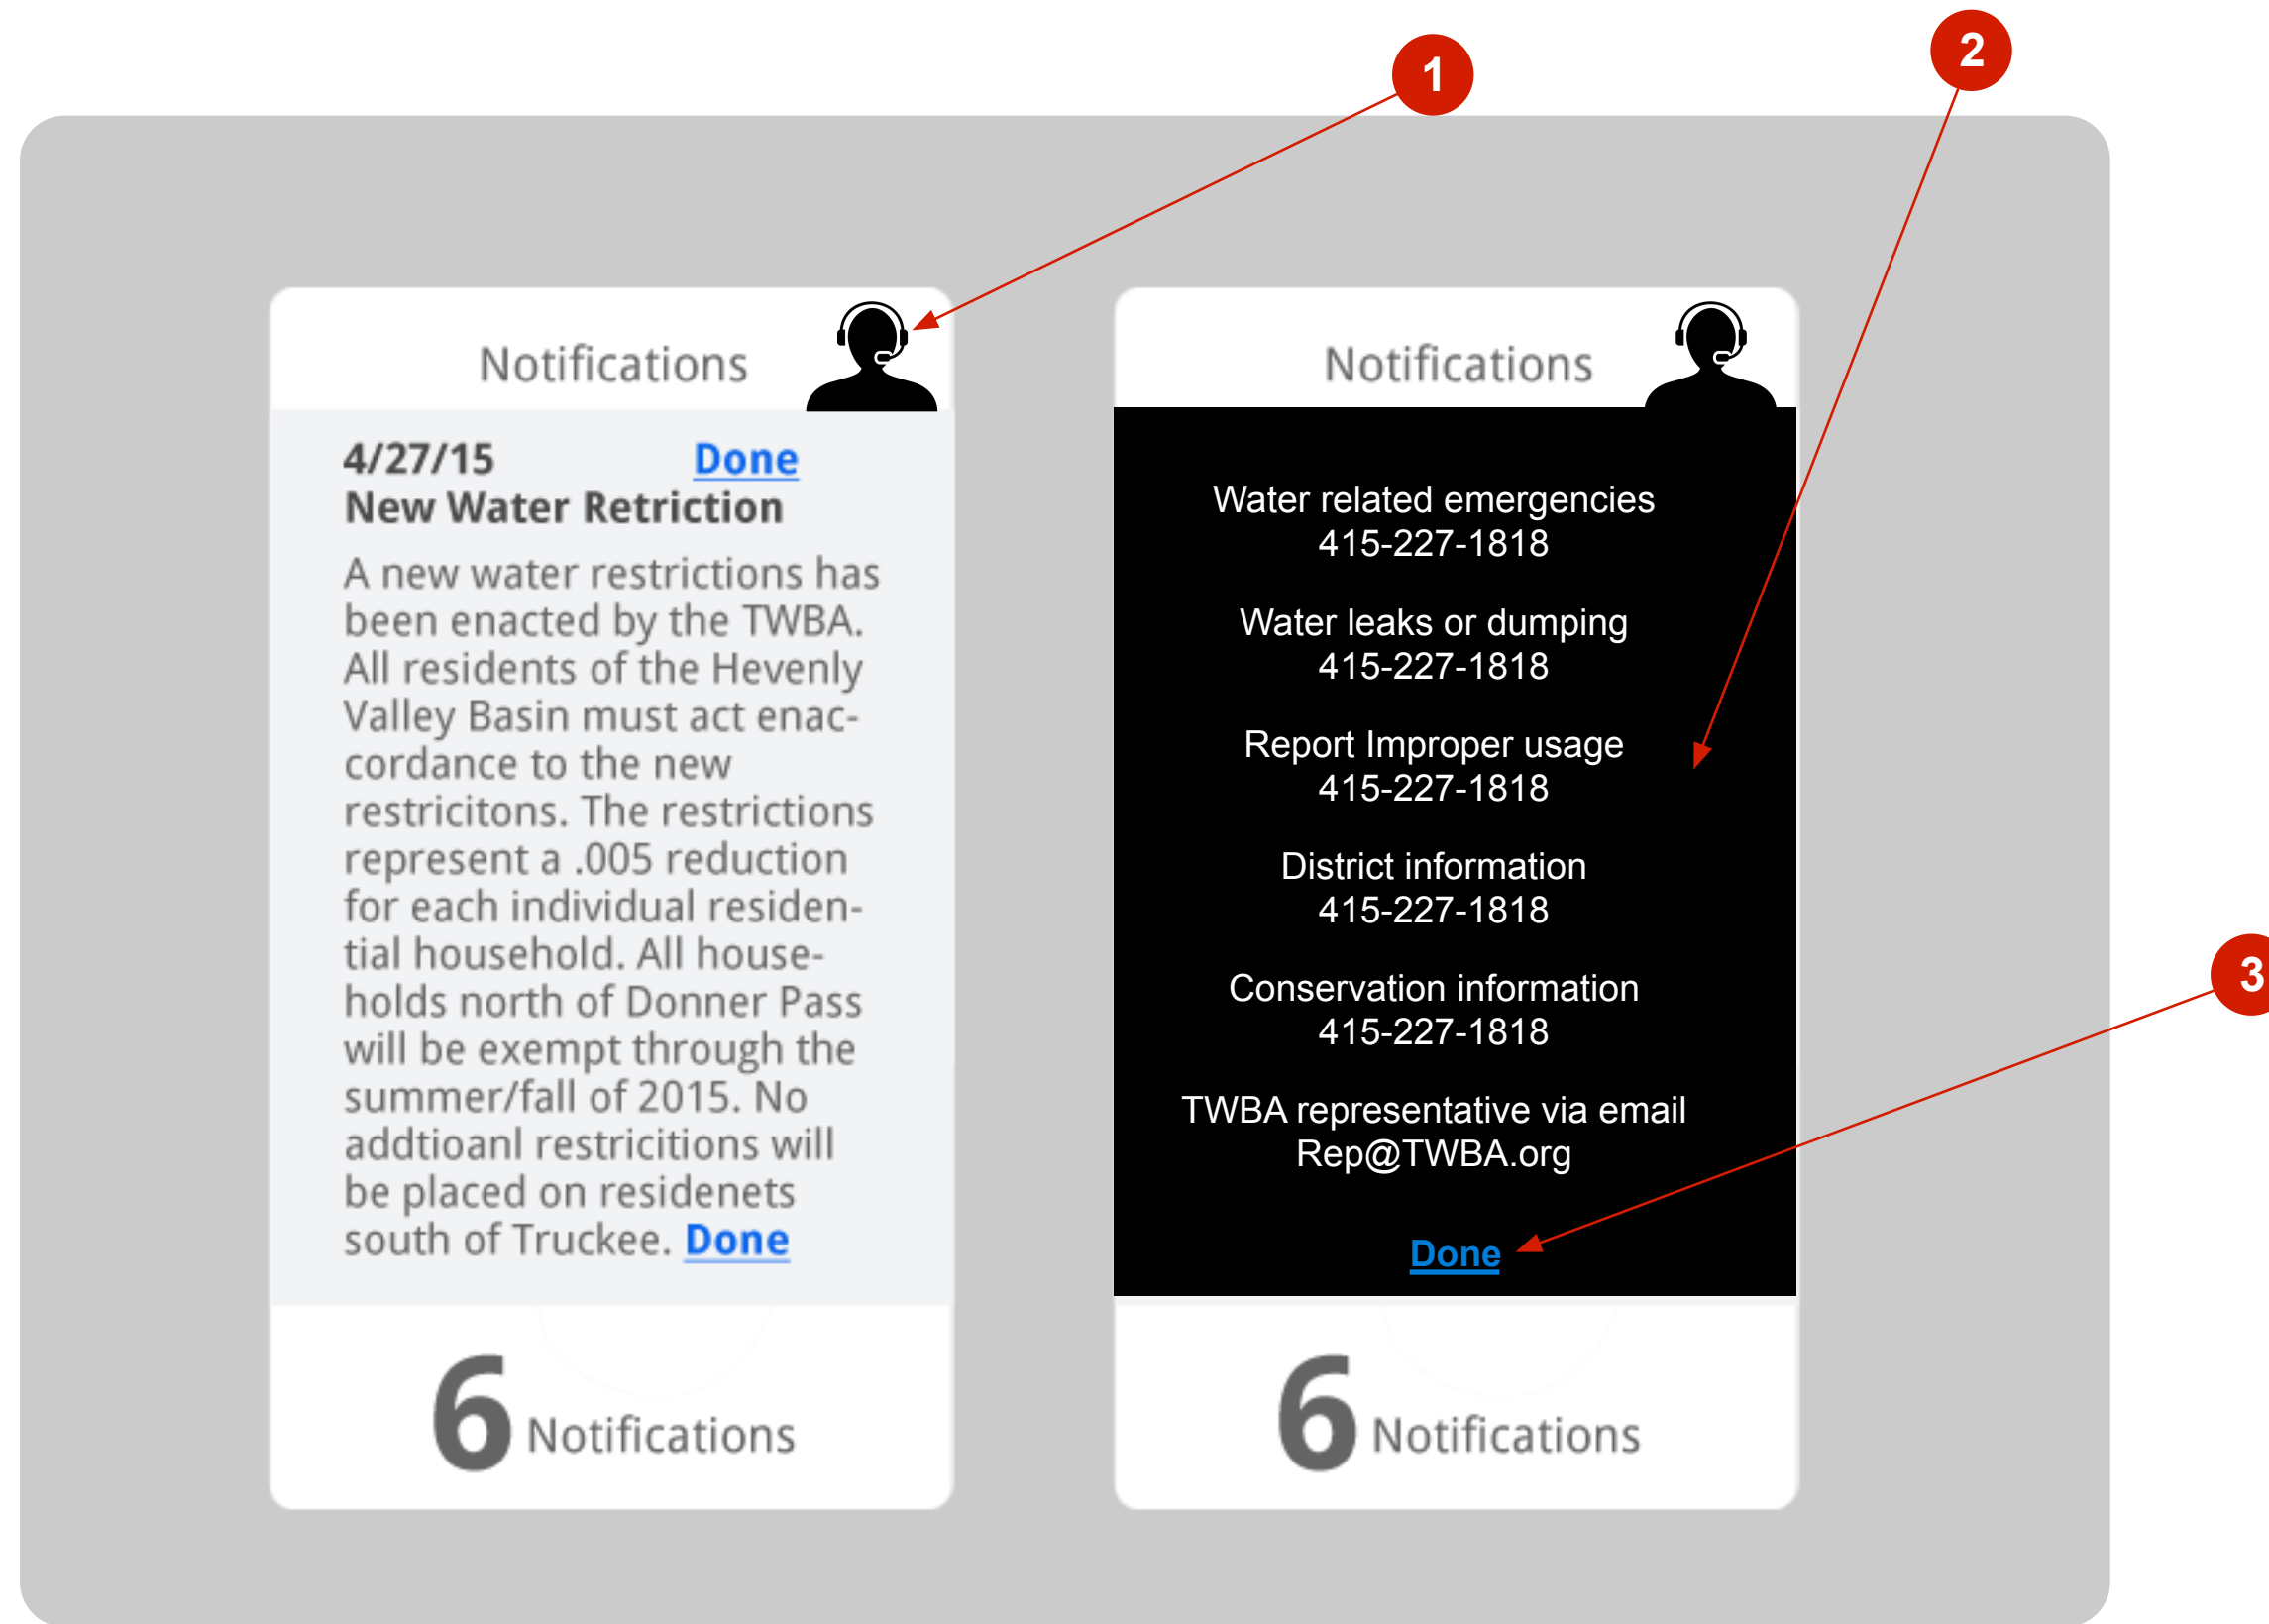 1
2
Notifications
4/27/15 Done
New Water Retriction
A new water restrictions has
been enacted by the TWBA.
All residents of the Hevenly
Valley Basin must act enac-
cordance to the new
restricitons. The restrictions
represent a .005 reduction
for each individual residen-
tial household. All house-
holds north of Donner Pass
will be exempt through the
summer/fall of 2015. No
addtioanl restricitions will
be placed on residenets
south of Truckee. Done
6 Notifications
Notifications
Water related emergencies
415-227-1818
Water leaks or dumping
415-227-1818
Report Improper usage
415-227-1818
District information
415-227-1818
Conservation information
415-227-1818
TWBA representative via email
Rep@TWBA.org
Done
6 Notifications
3